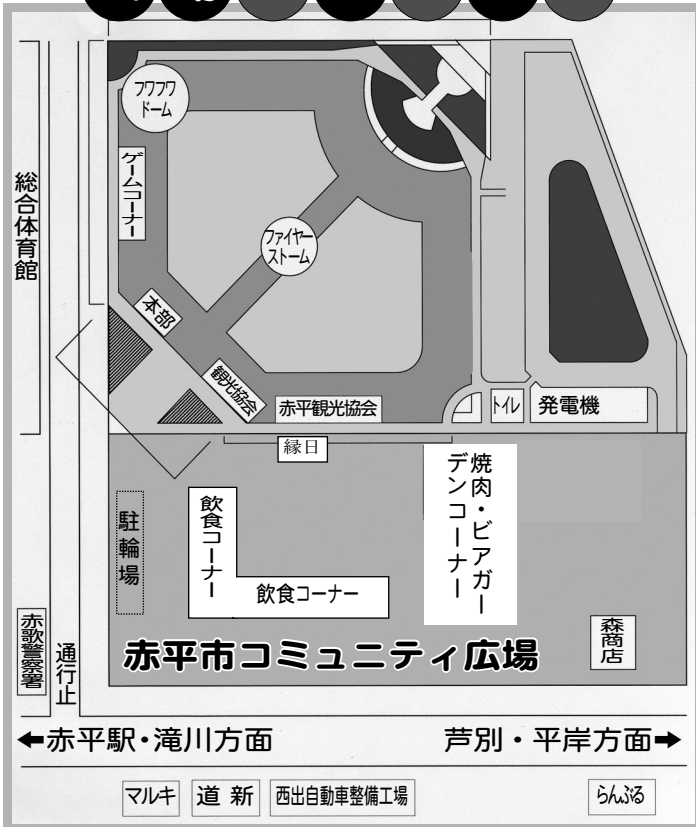 フワフワ
ドーム
ゲームコーナー
総合体育館
ファイヤー
ストーム
本部
観光協会
赤平観光協会
トイレ
発電機
縁日
焼肉・ビアガー
デンコーナー
飲食コーナー
駐輪場
飲食コーナー
赤平市コミュニティ広場
森商店
赤歌警察署
通行止
←赤平駅・滝川方面
芦別・平岸方面→
マルキ
道新
西出自動車整備工場
らんぶる